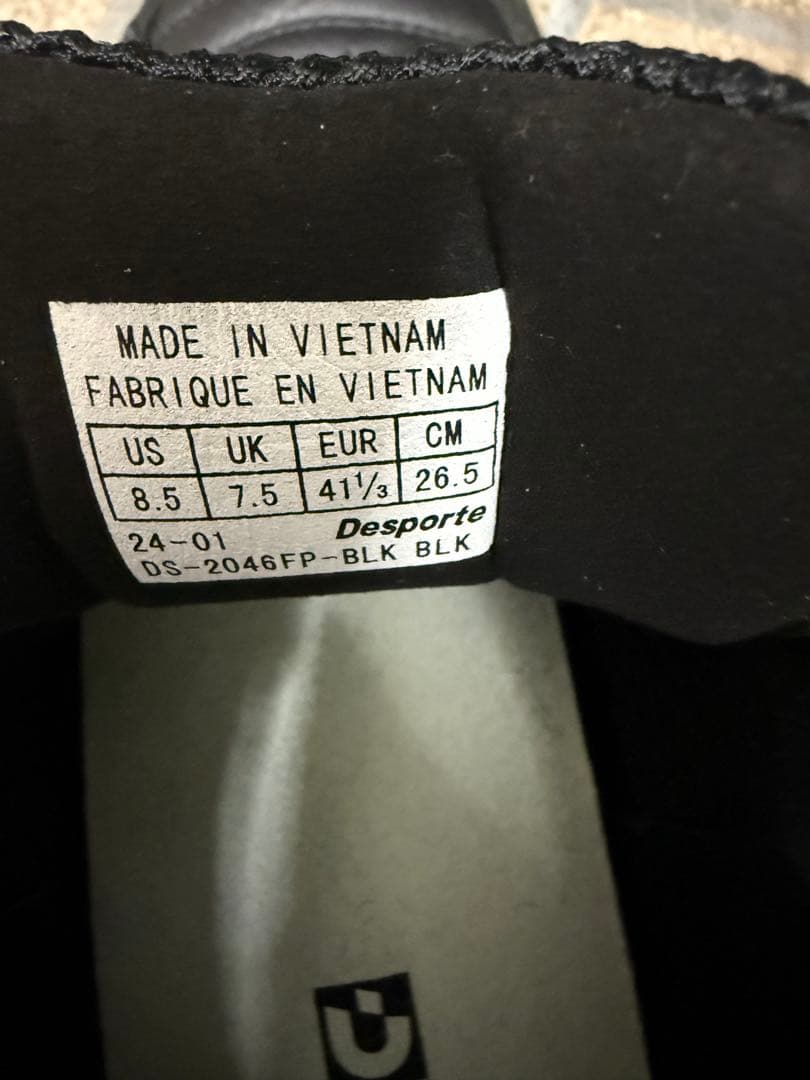 MADE IN VIETNAM
FABRIQUE EN VIETNAM
US UK EUR CM
8.5 7.5 41⅓ 26.5
24-01 Desporte
DS-2046FP-BLK BLK